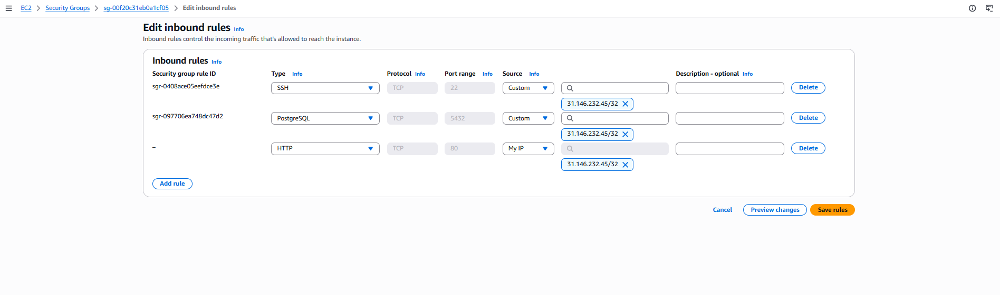 EC2 > Security Groups > sg-00f20c31eb0a1cf05 > Edit inbound rules
Edit inbound rules Info
Inbound rules control the incoming traffic that's allowed to reach the instance.
Inbound rules Info
Security group rule ID Type Info Protocol Info Port range Info Source Info Description - optional Info
sgr-0408ace05eefdce3e SSH TCP 22 Custom Delete
31.146.232.45/32
sgr-097706ea748dc47d2 PostgreSQL TCP 5432 Custom Delete
31.146.232.45/32
– HTTP TCP 80 My IP Delete
31.146.232.45/32
Add rule
Cancel Preview changes Save rules